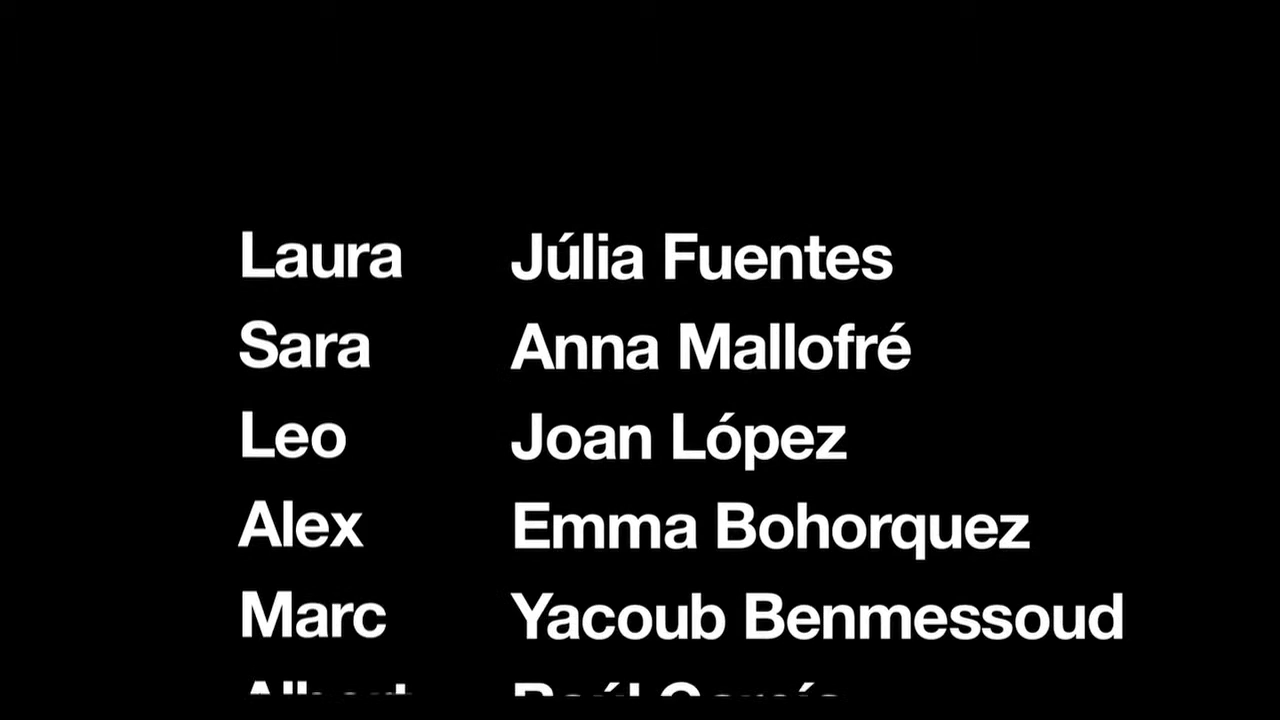 Laura Júlia Fuentes
Sara Anna Mallofré
Leo Joan López
Alex Emma Bohorquez
Marc Yacoub Benmessoud